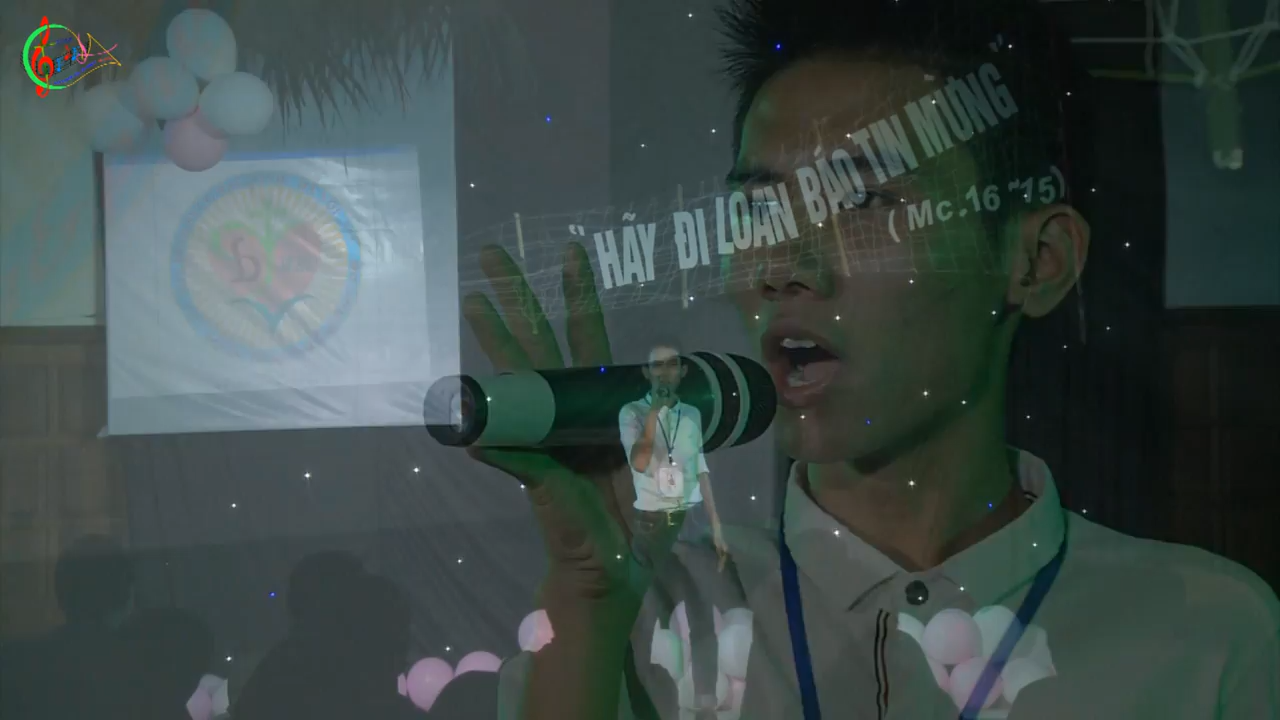 “ HÃY ĐI LOAN BÁO TIN MỪNG ”
( Mc.16 ~15)